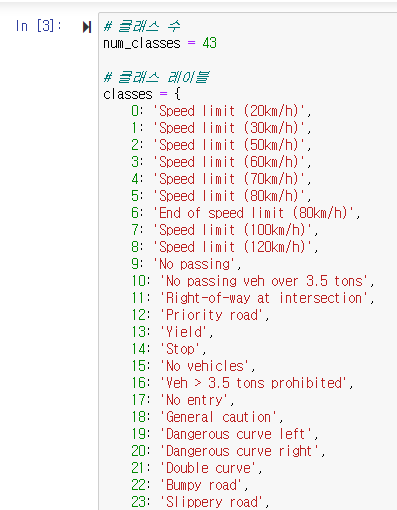 In [3]:
# 클래스 수
num_classes = 43
# 클래스 레이블
classes = {
0: 'Speed limit (20km/h)',
1: 'Speed limit (30km/h)',
2: 'Speed limit (50km/h)',
3: 'Speed limit (60km/h)',
4: 'Speed limit (70km/h)',
5: 'Speed limit (80km/h)',
6: 'End of speed limit (80km/h)',
7: 'Speed limit (100km/h)',
8: 'Speed limit (120km/h)',
9: 'No passing',
10: 'No passing veh over 3.5 tons',
11: 'Right-of-way at intersection',
12: 'Priority road',
13: 'Yield',
14: 'Stop',
15: 'No vehicles',
16: 'Veh > 3.5 tons prohibited',
17: 'No entry',
18: 'General caution',
19: 'Dangerous curve left',
20: 'Dangerous curve right',
21: 'Double curve',
22: 'Bumpy road',
23: 'Slippery road',